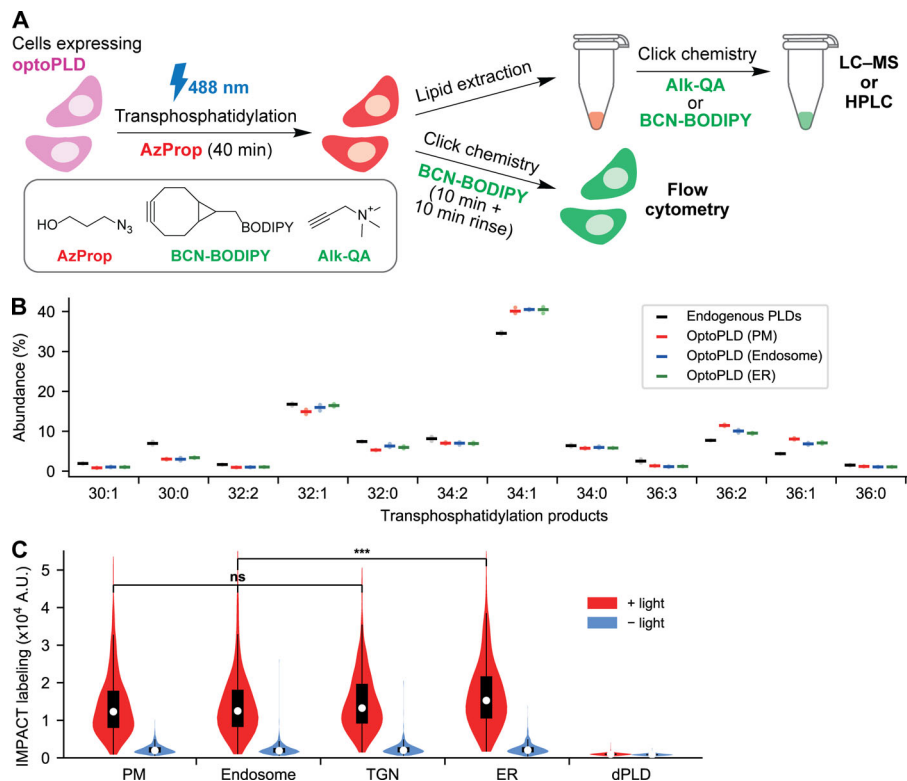 A
Cells expressing
optoPLD
488 nm
Transphosphatidylation
AzProp (40 min)
Lipid extraction
Click chemistry
Alk-QA
or
BCN-BODIPY
LC–MS
or
HPLC
Click chemistry
BCN-BODIPY
(10 min +
10 min rinse)
Flow
cytometry
HO
N3
AzProp
BODIPY
BCN-BODIPY
N+
Alk-QA
B
Abundance (%)
40
30
20
10
0
Endogenous PLDs
OptoPLD (PM)
OptoPLD (Endosome)
OptoPLD (ER)
30:1 30:0 32:2 32:1 32:0 34:2 34:1 34:0 36:3 36:2 36:1 36:0
Transphosphatidylation products
C
IMPACT labeling (x10⁴ A.U.)
5
4
3
2
1
0
***
ns
+ light
− light
PM Endosome TGN ER dPLD